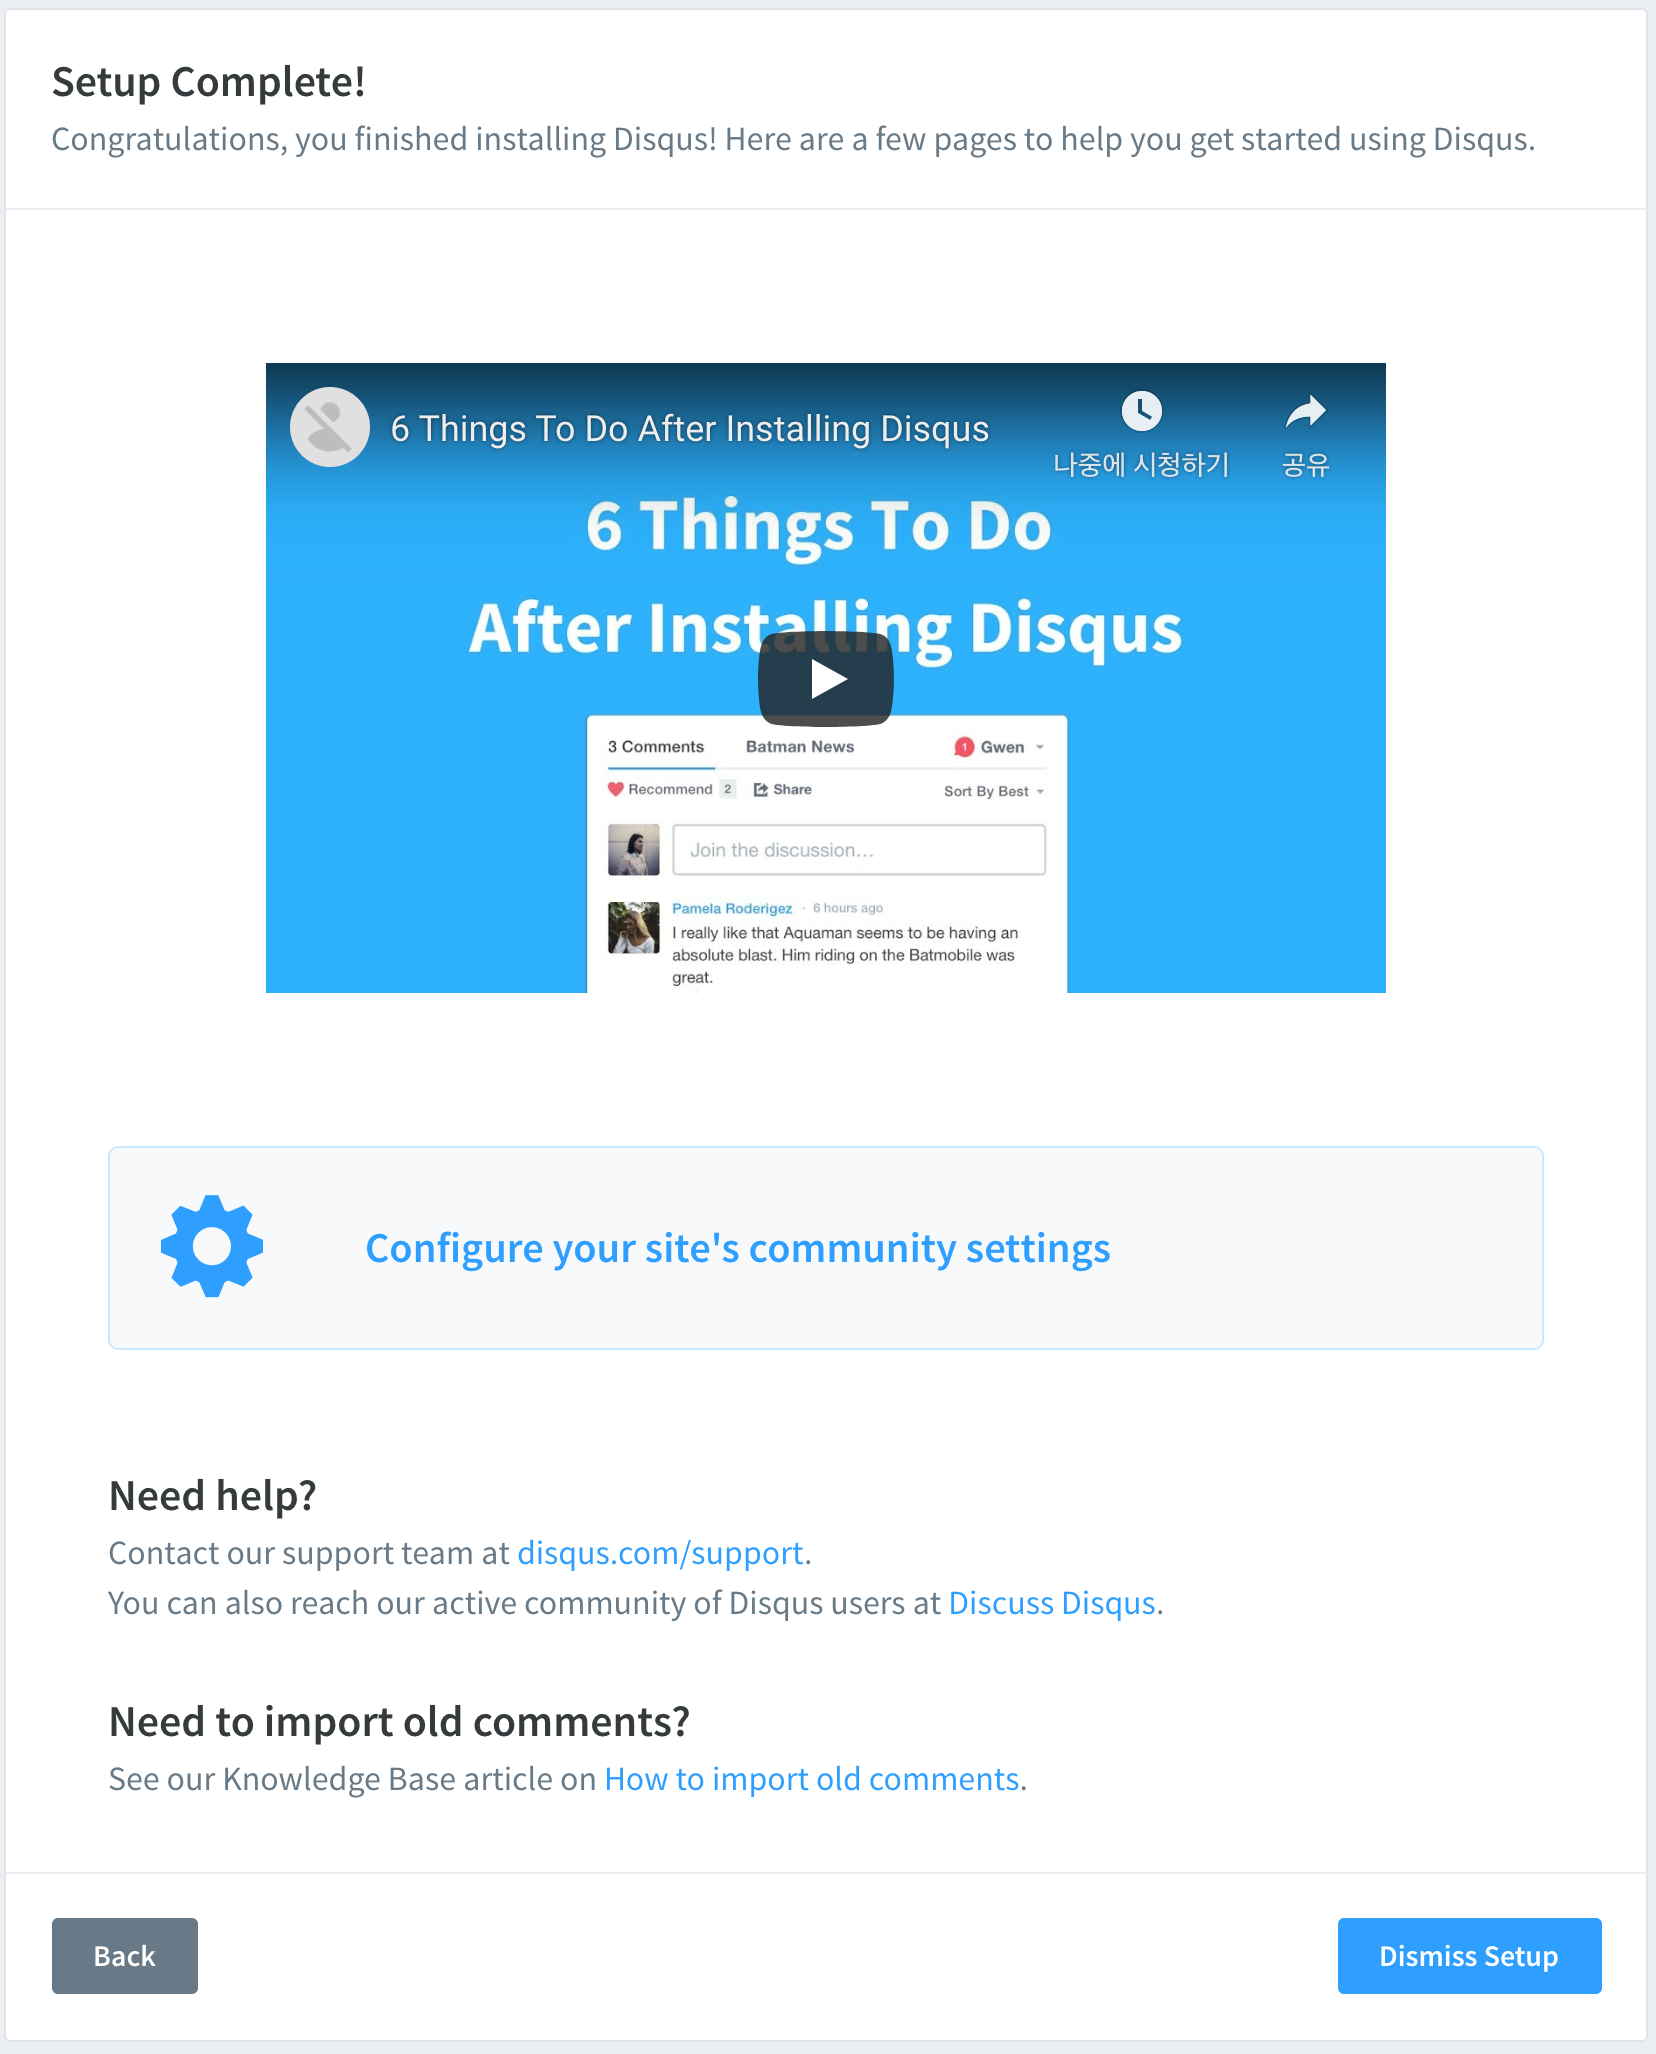 Setup Complete!
Congratulations, you finished installing Disqus! Here are a few pages to help you get started using Disqus.
6 Things To Do After Installing Disqus
나중에 시청하기
공유
6 Things To Do
After Installing Disqus
3 Comments
Batman News
1
Gwen
Recommend
2
Share
Sort By Best
Join the discussion...
Pamela Roderigez · 6 hours ago
I really like that Aquaman seems to be having an
absolute blast. Him riding on the Batmobile was
great.
Configure your site's community settings
Need help?
Contact our support team at disqus.com/support.
You can also reach our active community of Disqus users at Discuss Disqus.
Need to import old comments?
See our Knowledge Base article on How to import old comments.
Back
Dismiss Setup